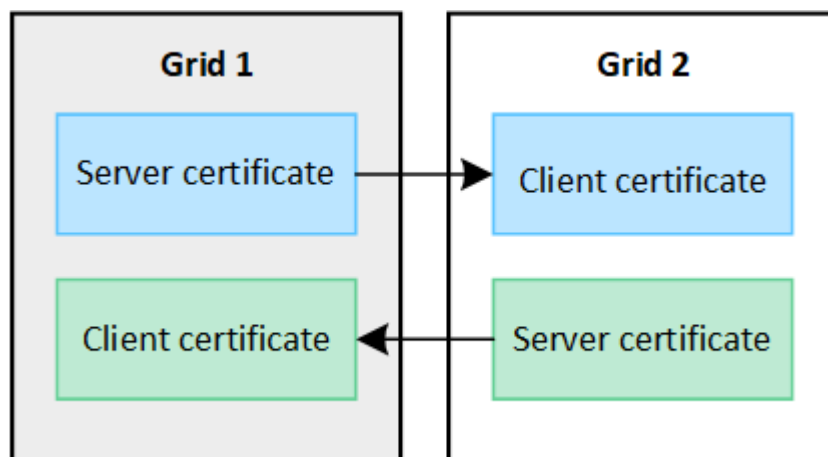 Grid 1
Grid 2
Server certificate
Client certificate
Client certificate
Server certificate